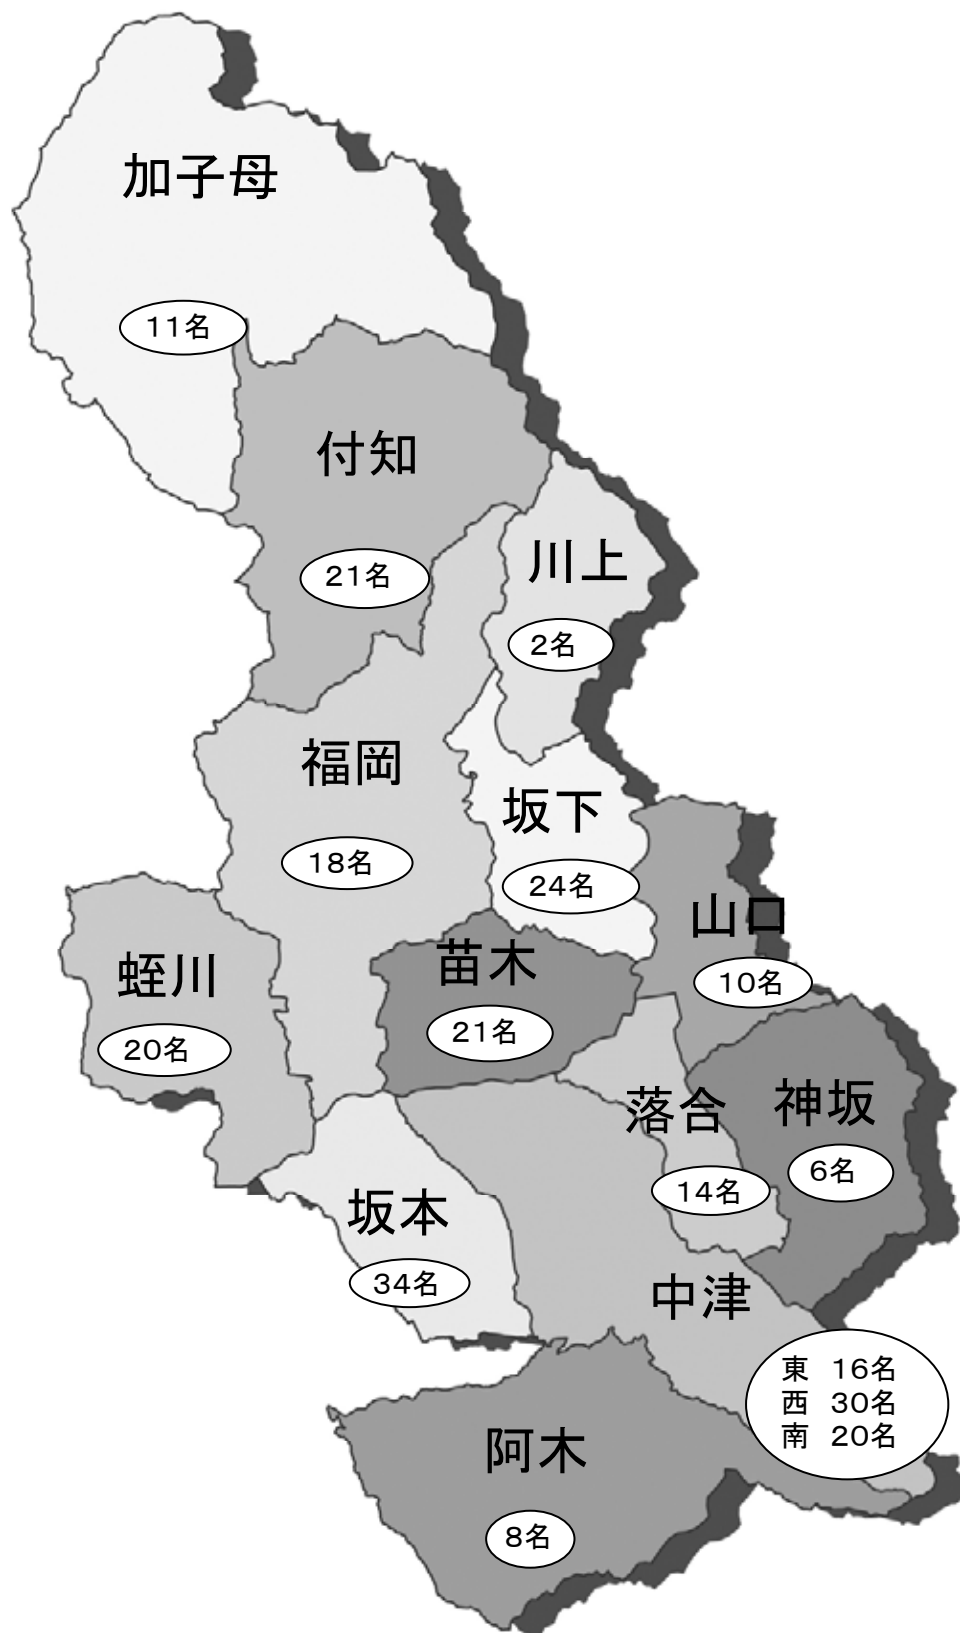 加子母
11名
付知
21名
川上
2名
福岡
18名
坂下
24名
山口
10名
蛭川
20名
苗木
21名
落合
14名
神坂
6名
坂本
34名
中津
東 16名
西 30名
南 20名
阿木
8名